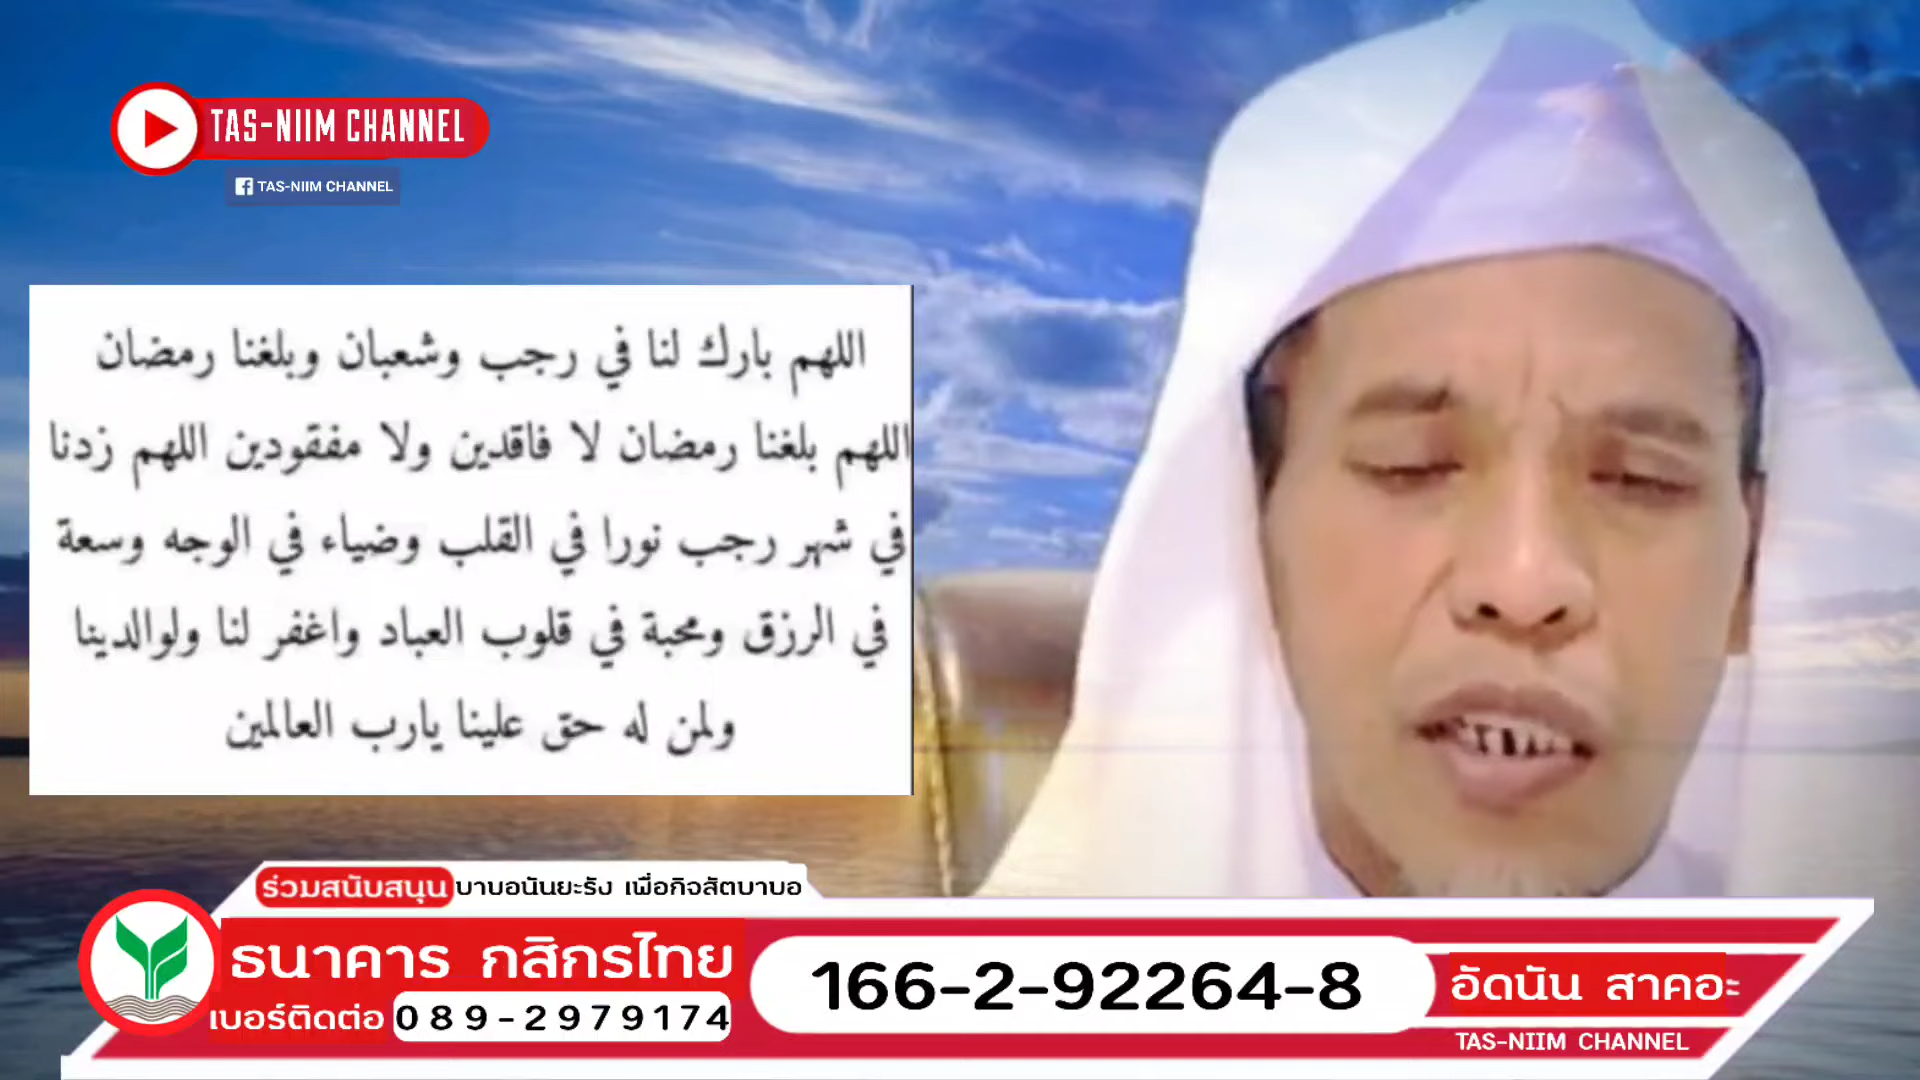 TAS-NIIM CHANNEL
TAS-NIIM CHANNEL
اللهم بارك لنا في رجب وشعبان وبلغنا رمضان
اللهم بلغنا رمضان لا فاقدين ولا مفقودين اللهم زدنا
في شهر رجب نورا في القلب وضياء في الوجه وسعة
في الرزق ومحبة في قلوب العباد واغفر لنا ولوالدينا
ولمن له حق علينا يارب العالمين
ร่วมสนับสนุน บาบอนันยะรัง เพื่อกิจสัตบาบอ
ธนาคาร กสิกรไทย
เบอร์ติดต่อ 089-2979174
166-2-92264-8
อัดนัน สาคอะ
TAS-NIIM CHANNEL